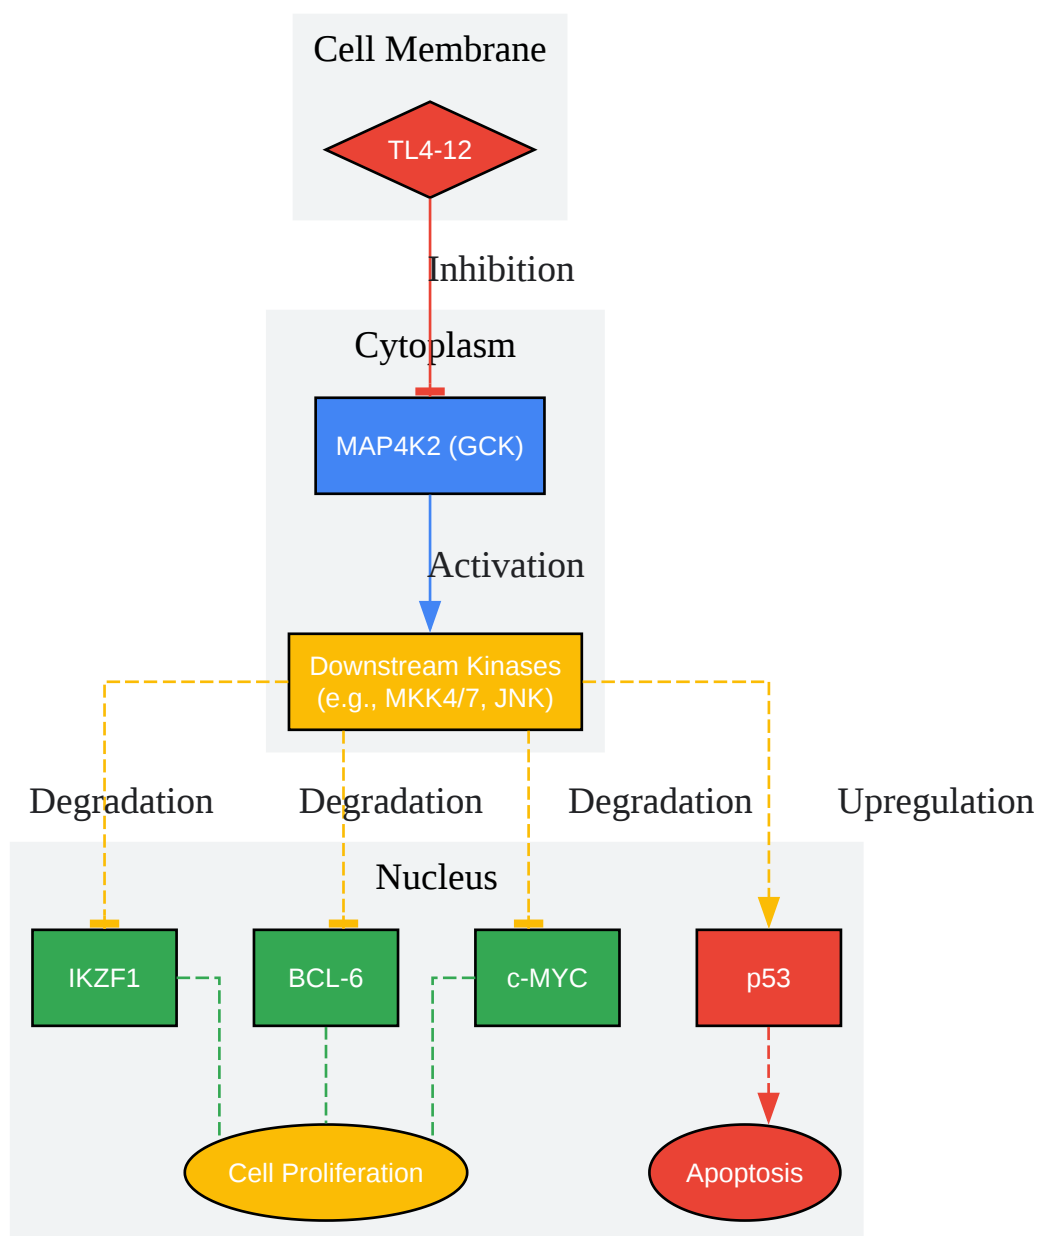 Cell Membrane
TL4-12
Inhibition
Cytoplasm
MAP4K2 (GCK)
Activation
Downstream Kinases
(e.g., MKK4/7, JNK)
Degradation
Degradation
Degradation
Upregulation
Nucleus
IKZF1
BCL-6
c-MYC
p53
Cell Proliferation
Apoptosis